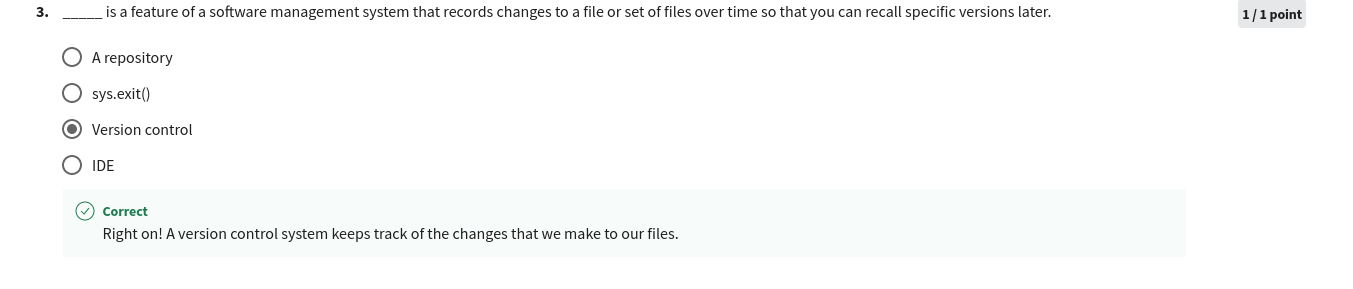 3. _____ is a feature of a software management system that records changes to a file or set of files over time so that you can recall specific versions later.
1 / 1 point
A repository
sys.exit()
Version control
IDE
Correct
Right on! A version control system keeps track of the changes that we make to our files.